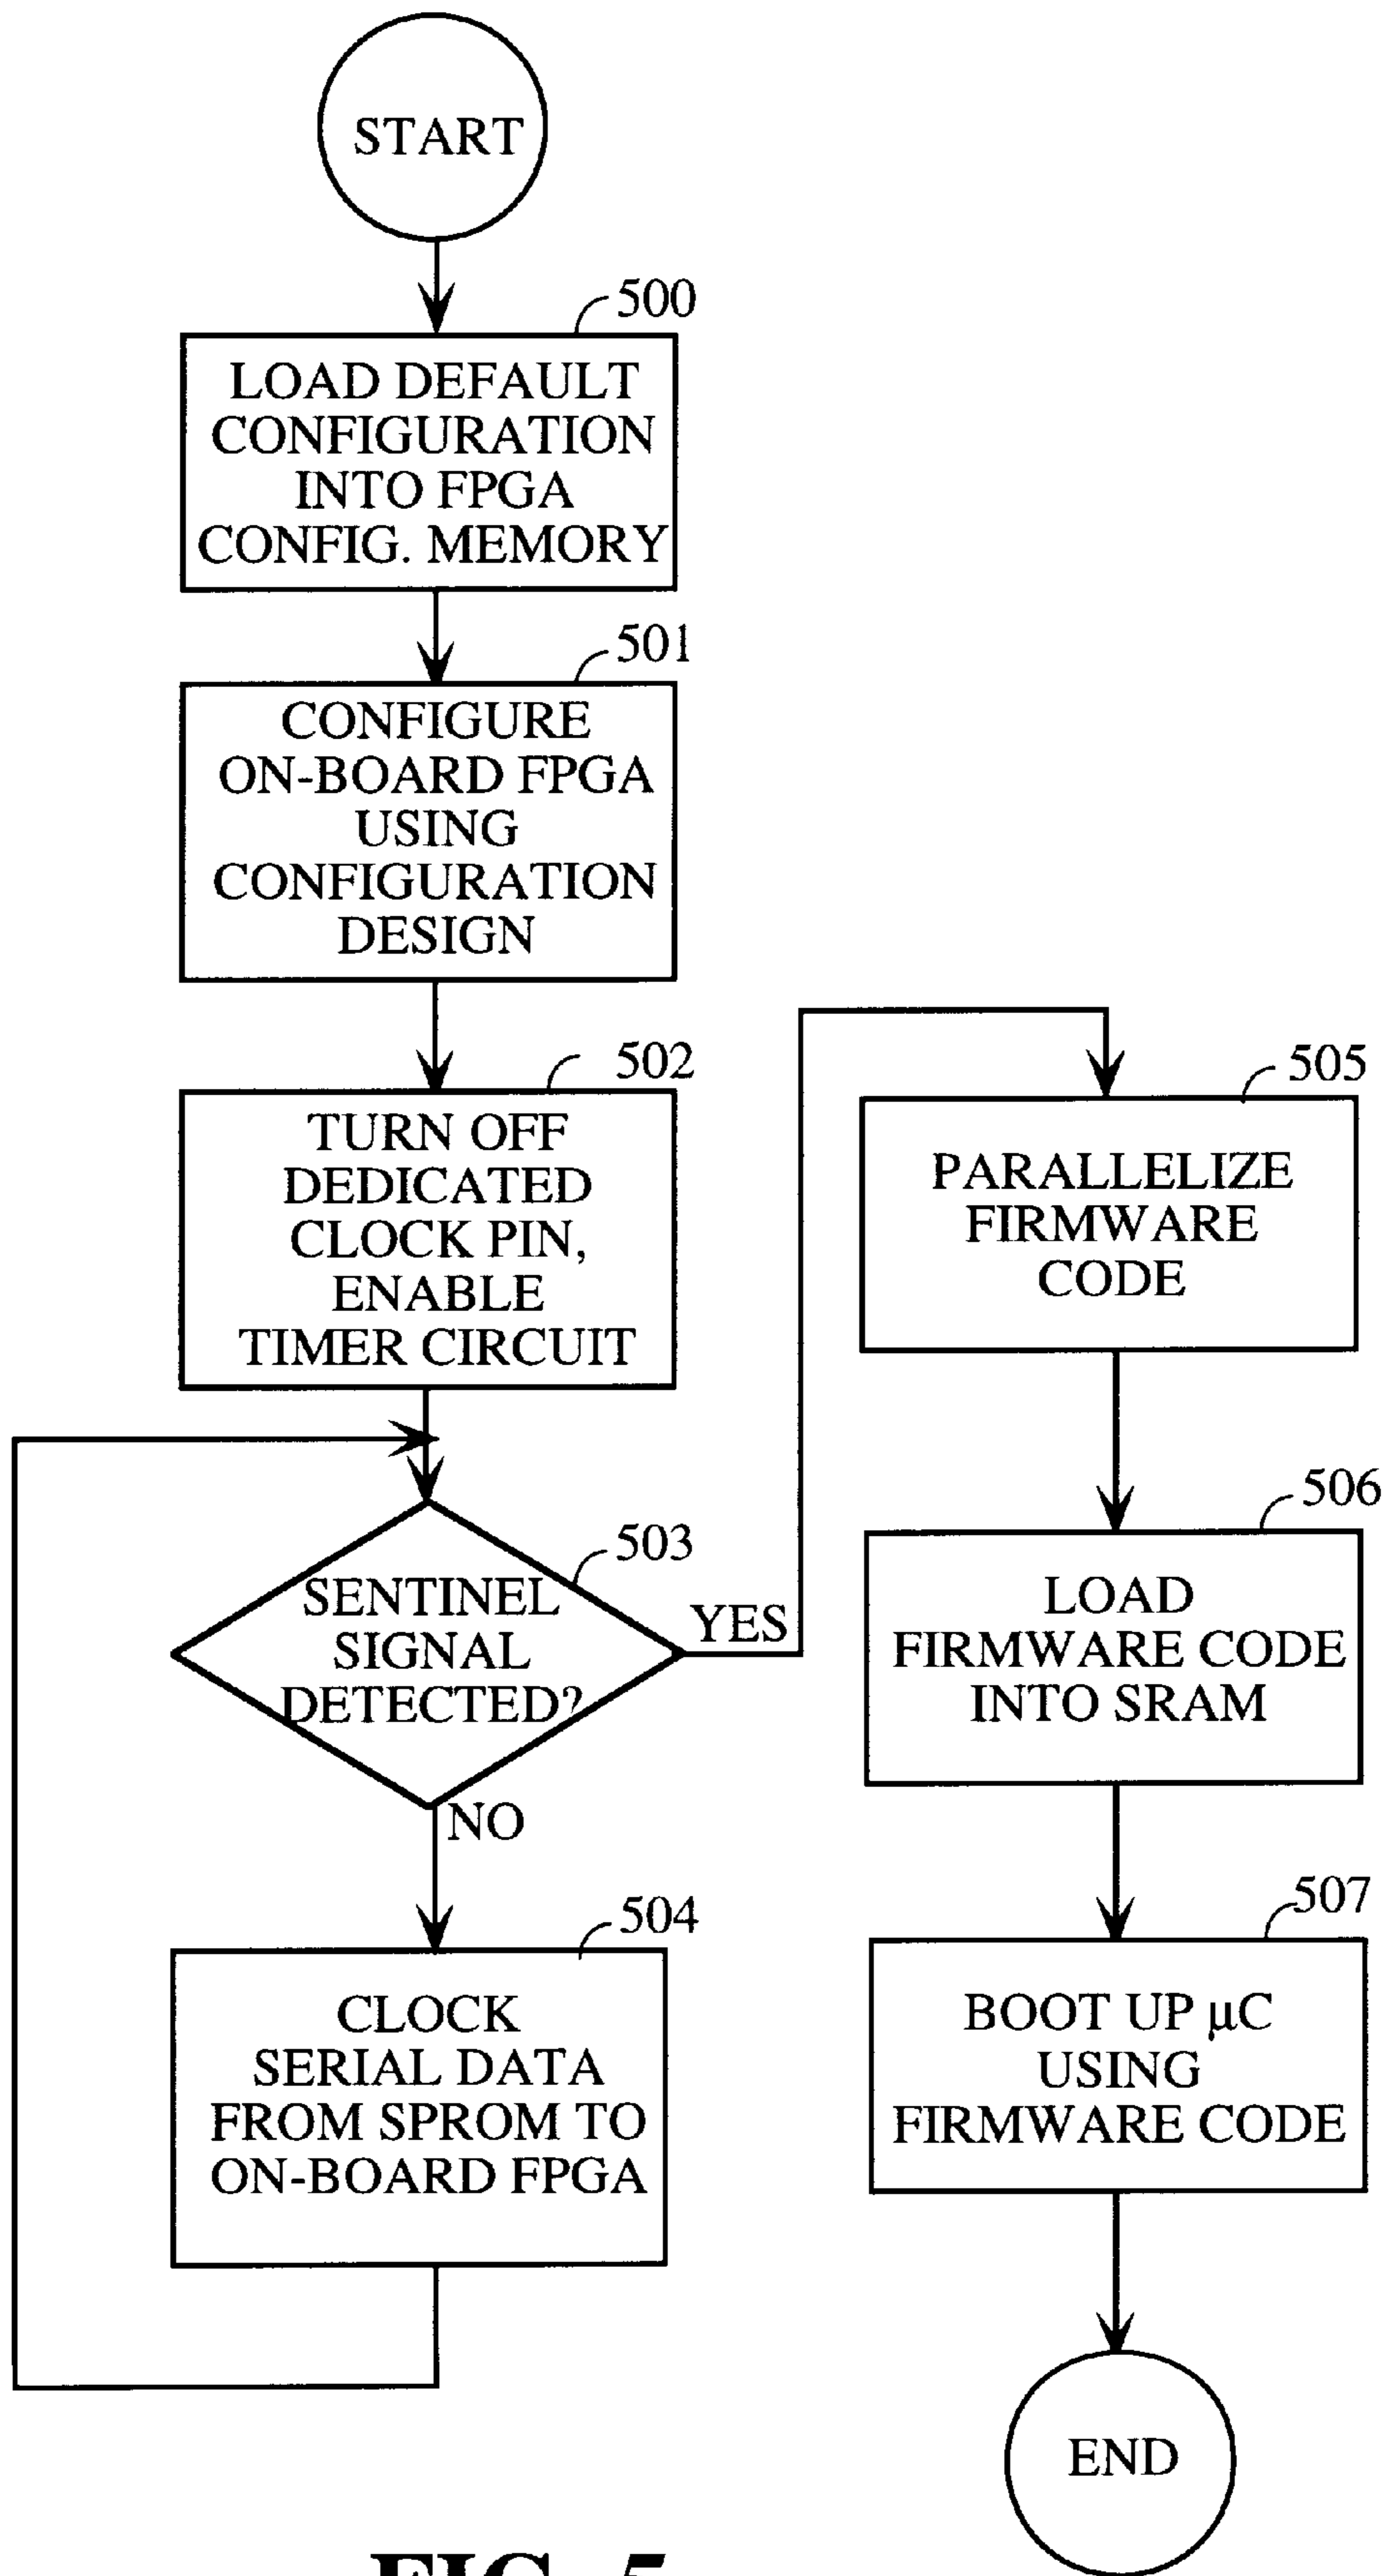 START
500
LOAD DEFAULT
CONFIGURATION
INTO FPGA
CONFIG. MEMORY
501
CONFIGURE
ON-BOARD FPGA
USING
CONFIGURATION
DESIGN
502
TURN OFF
DEDICATED
CLOCK PIN,
ENABLE
TIMER CIRCUIT
503
SENTINEL
SIGNAL
DETECTED?
YES
NO
504
CLOCK
SERIAL DATA
FROM SPROM TO
ON-BOARD FPGA
505
PARALLELIZE
FIRMWARE
CODE
506
LOAD
FIRMWARE CODE
INTO SRAM
507
BOOT UP µC
USING
FIRMWARE CODE
END
FIG. 5